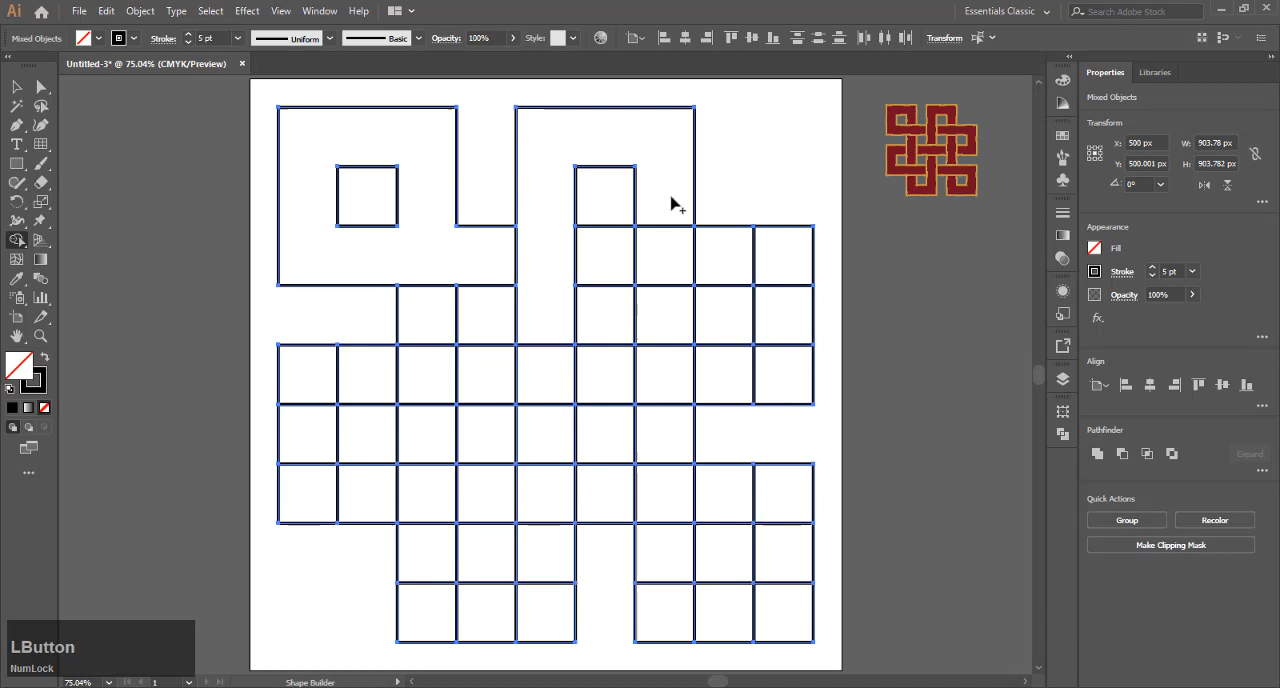 Ai File Edit Object Type Select Effect View Window Help Essentials Classic Search Adobe Stock
Mixed Objects Stroke: 5 pt Uniform Basic Opacity: 100% Style: Transform
Untitled-3* @ 75.04% (CMYK/Preview) ×
Properties Libraries
Mixed Objects
Transform
X: 500 px W: 903.78 px
Y: 500.001 px H: 903.782 px
0°
Appearance
Fill
Stroke 5 pt
Opacity 100%
fx.
Align
Pathfinder
Expand
Quick Actions
Group Recolor
Make Clipping Mask
LButton
NumLock
75.04% 1 Shape Builder